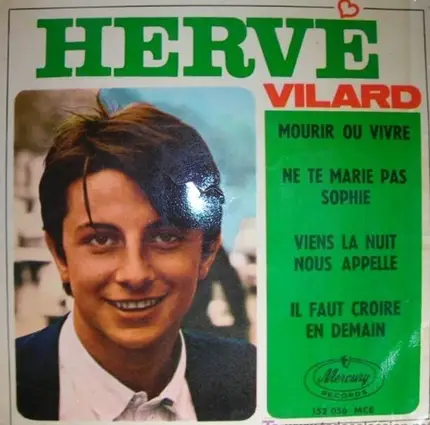 HERVÉ
VILARD
MOURIR OU VIVRE
NE TE MARIE PAS
SOPHIE
VIENS LA NUIT
NOUS APPELLE
IL FAUT CROIRE
EN DEMAIN
Mercury
RECORDS
152 036 MCE